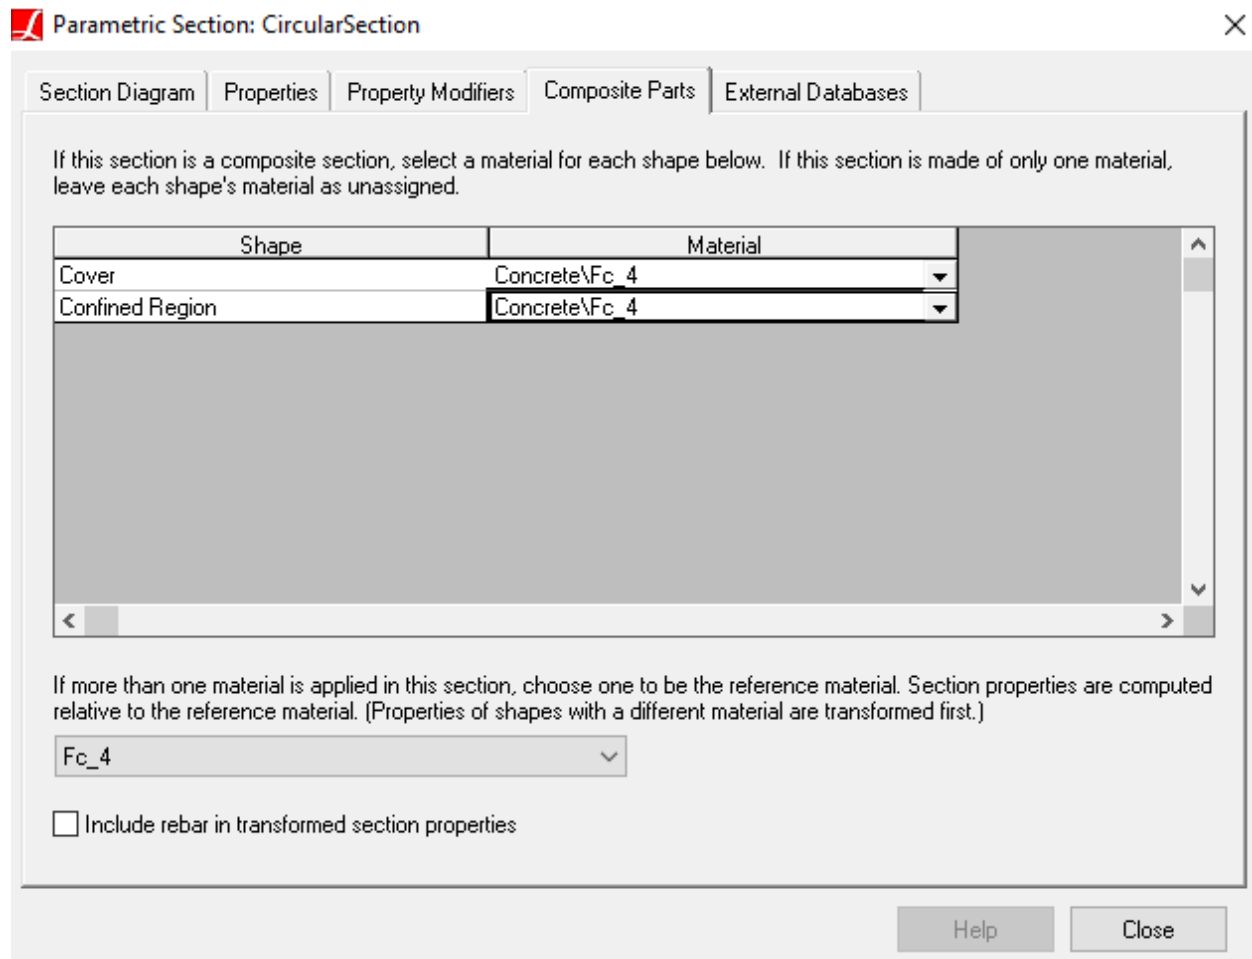 Parametric Section: CircularSection
Section Diagram Properties Property Modifiers Composite Parts External Databases
If this section is a composite section, select a material for each shape below.  If this section is made of only one material,
leave each shape's material as unassigned.
Shape Material
Cover Concrete\Fc_4
Confined Region Concrete\Fc_4
If more than one material is applied in this section, choose one to be the reference material. Section properties are computed
relative to the reference material. (Properties of shapes with a different material are transformed first.)
Fc_4
Include rebar in transformed section properties
Help Close